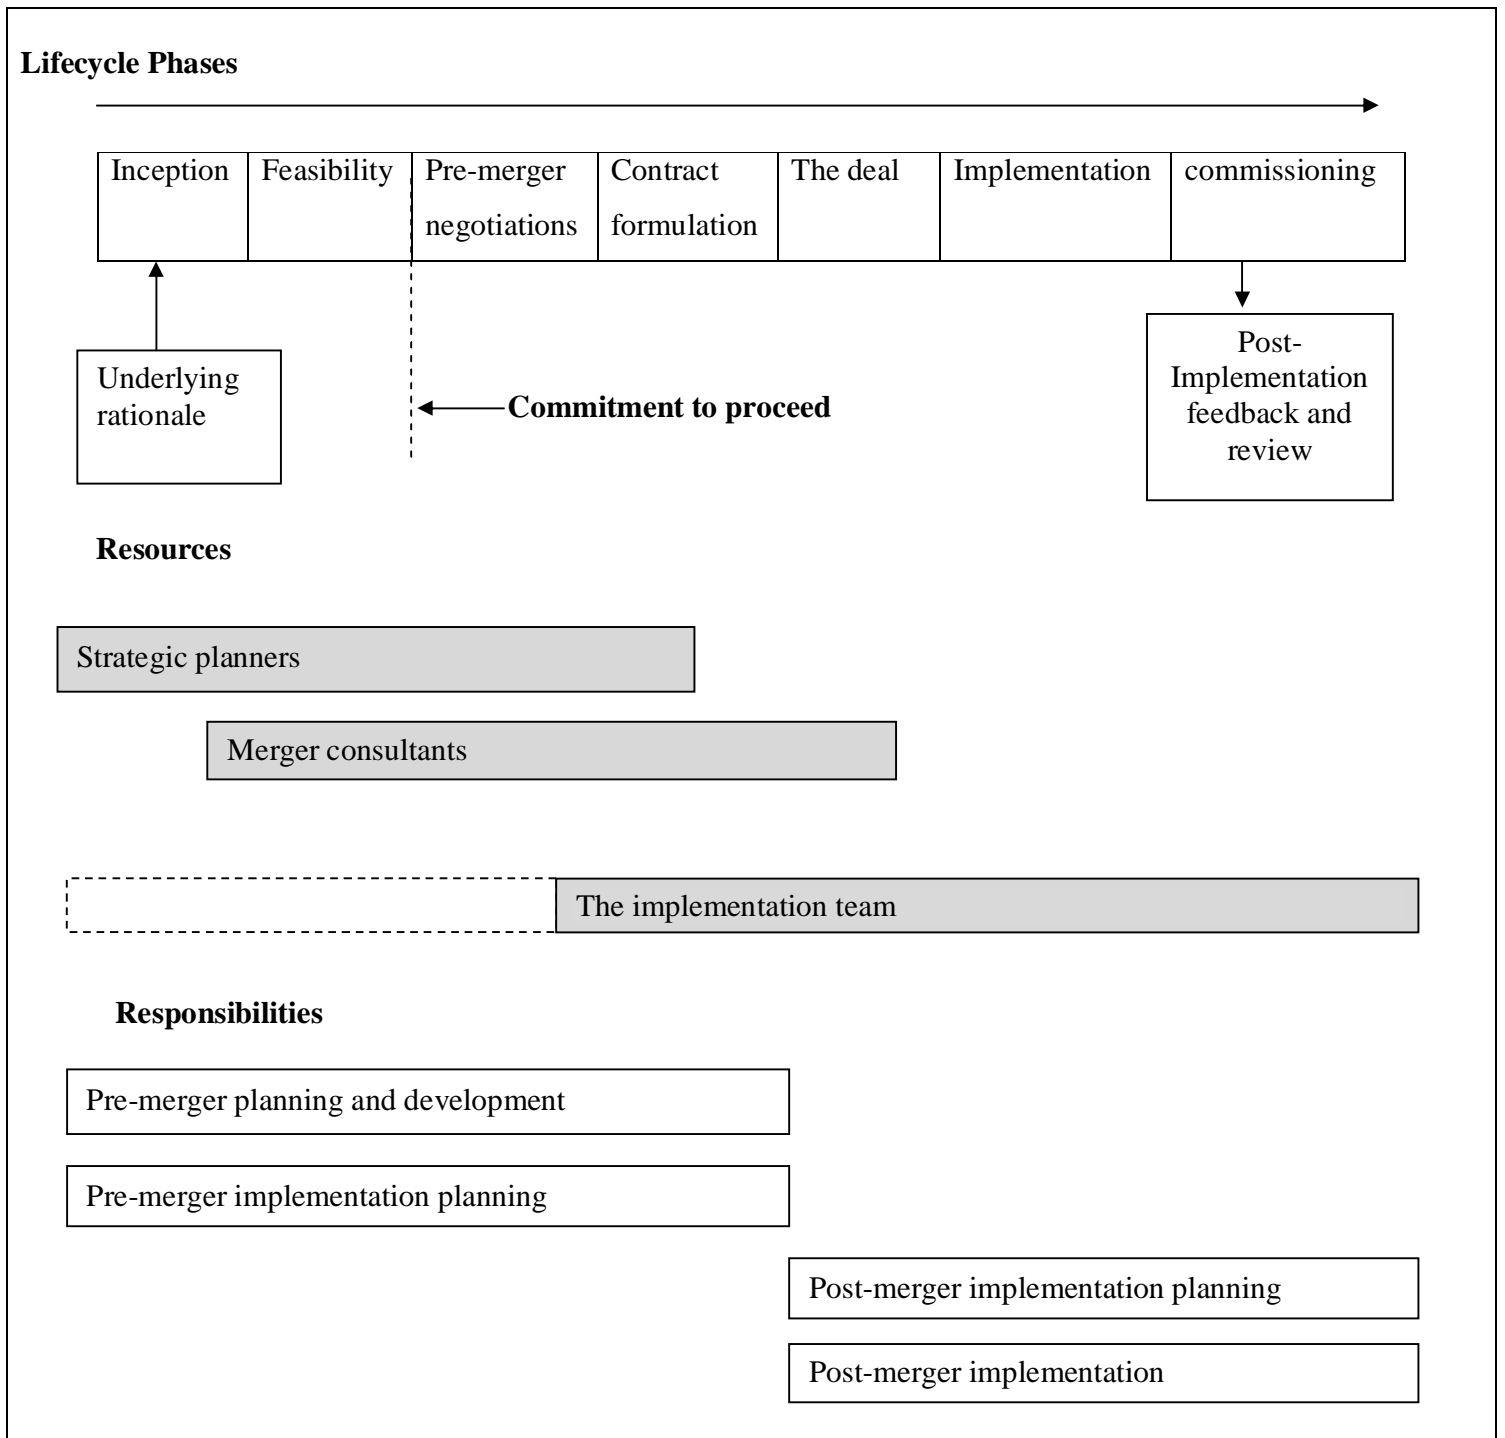 Lifecycle Phases
Inception
Feasibility
Pre-merger
negotiations
Contract
formulation
The deal
Implementation
commissioning
Underlying
rationale
Commitment to proceed
Post-
Implementation
feedback and
review
Resources
Strategic planners
Merger consultants
The implementation team
Responsibilities
Pre-merger planning and development
Pre-merger implementation planning
Post-merger implementation planning
Post-merger implementation